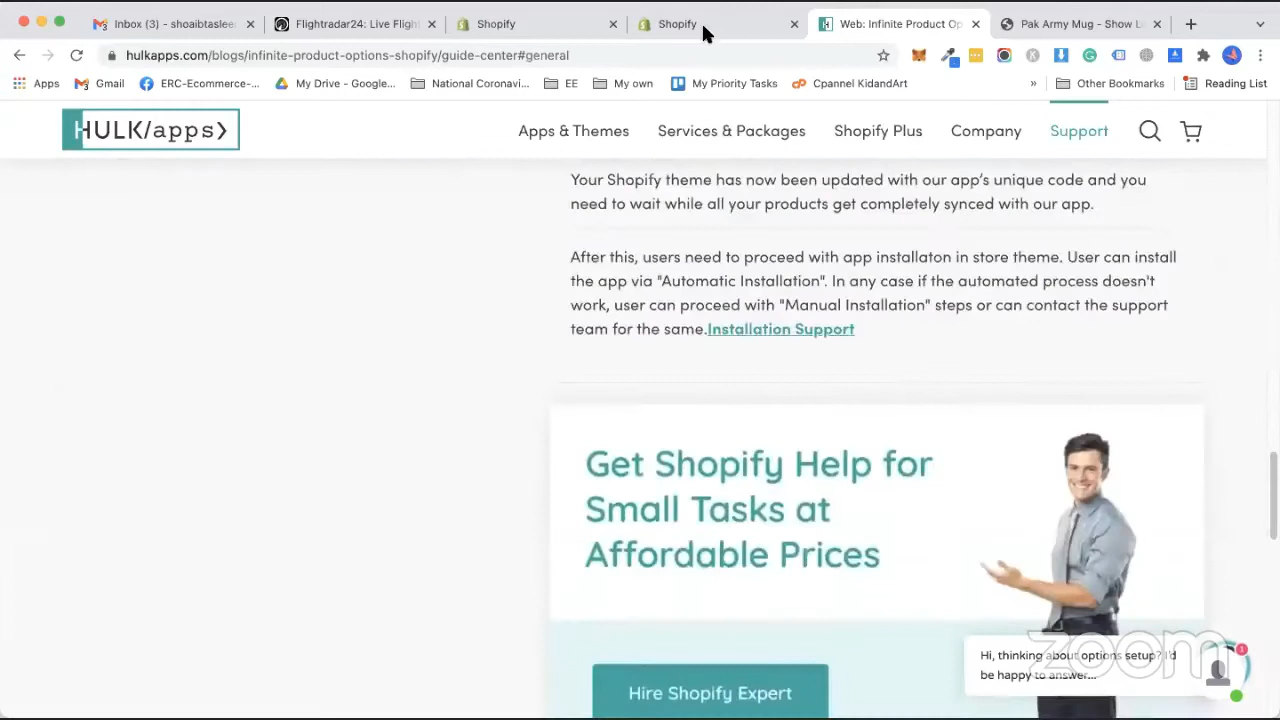 Inbox (3) - shoaibtaslee
Flightradar24: Live Flight
Shopify
Shopify
Web: Infinite Product Op
Pak Army Mug - Show L
hulkapps.com/blogs/infinite-product-options-shopify/guide-center#general
Apps
Gmail
ERC-Ecommerce-...
My Drive - Google...
National Coronavi...
EE
My own
My Priority Tasks
Cpannel KidandArt
»
Other Bookmarks
Reading List
HULK/apps>
Apps & Themes
Services & Packages
Shopify Plus
Company
Support
Your Shopify theme has now been updated with our app's unique code and you
need to wait while all your products get completely synced with our app.
After this, users need to proceed with app installaton in store theme. User can install
the app via "Automatic Installation". In any case if the automated process doesn't
work, user can proceed with "Manual Installation" steps or can contact the support
team for the same.Installation Support
Get Shopify Help for
Small Tasks at
Affordable Prices
Hire Shopify Expert
Hi, thinking about options setup? I'd
be happy to answer...
1
zoom